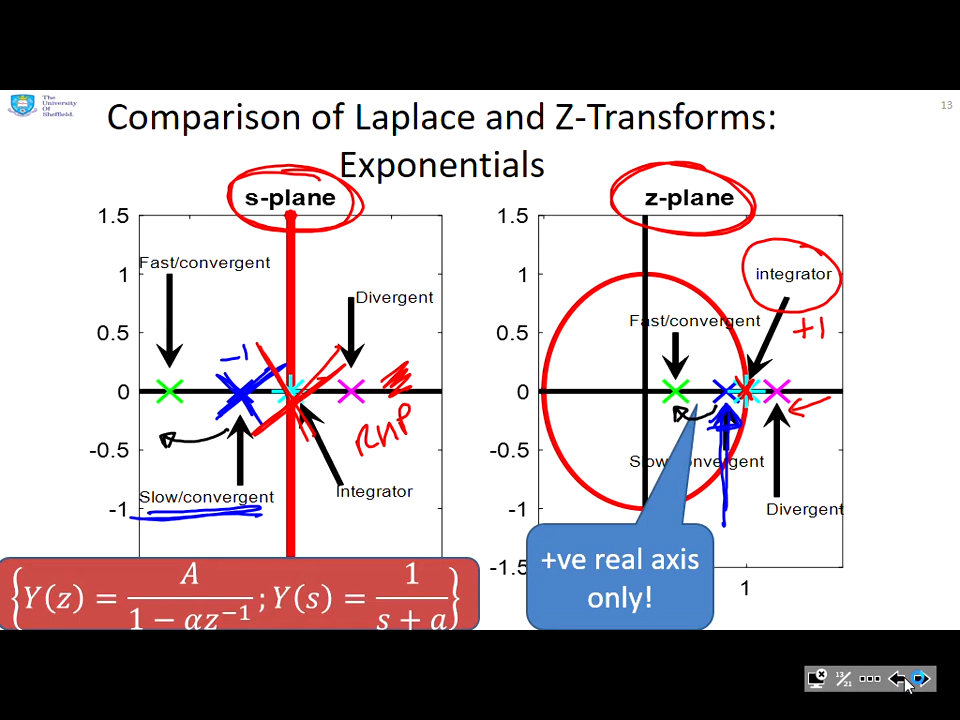 The
University
Of
Sheffield.
13
Comparison of Laplace and Z-Transforms:
Exponentials
s-plane
1.5
1
0.5
0
-0.5
-1
Fast/convergent
Divergent
-1
RHP
Slow/convergent
Integrator
z-plane
1.5
1
0.5
0
-0.5
-1
-1.5
1
integrator
+1
Fast/convergent
Slow/convergent
Divergent
{Y(z) = A / (1 − αz⁻¹) ; Y(s) = 1 / (s + a)}
+ve real axis
only!
13/21